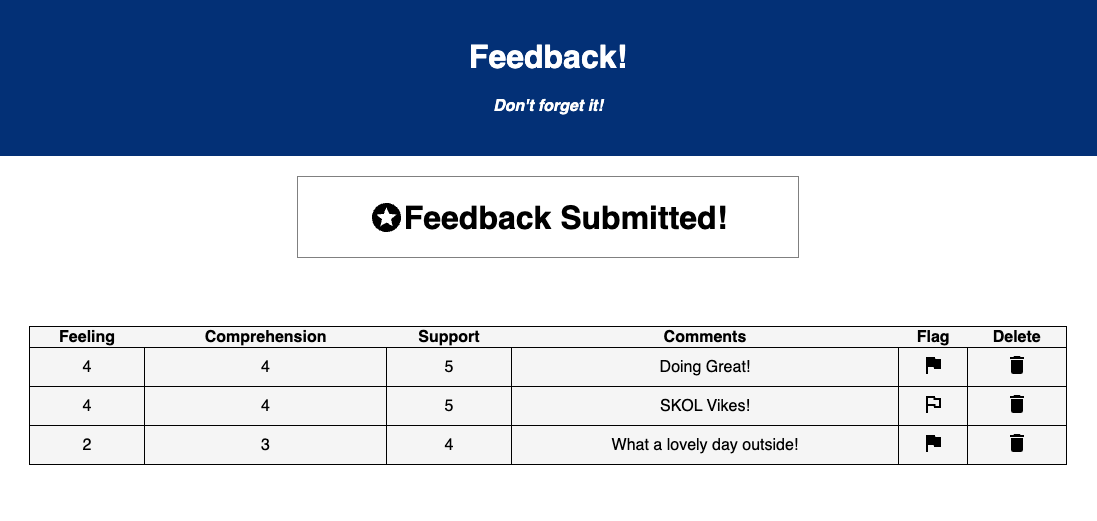 Feedback!
Don't forget it!
Feedback Submitted!
Feeling Comprehension Support Comments Flag Delete
4 4 5 Doing Great!
4 4 5 SKOL Vikes!
2 3 4 What a lovely day outside!